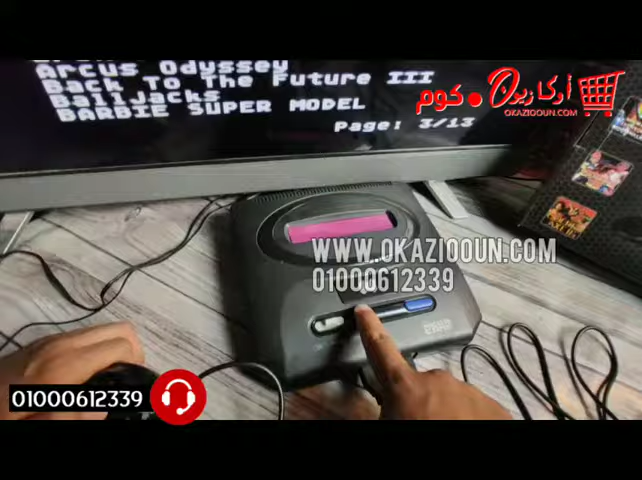 Arcus Odyssey
Back To The Future III
Balljacks
BARBIE SUPER MODEL
Page: 3/13
أوكازيون.كوم
OKAZIOOUN.COM
WWW.OKAZIOOUN.COM
01000612339
01000612339